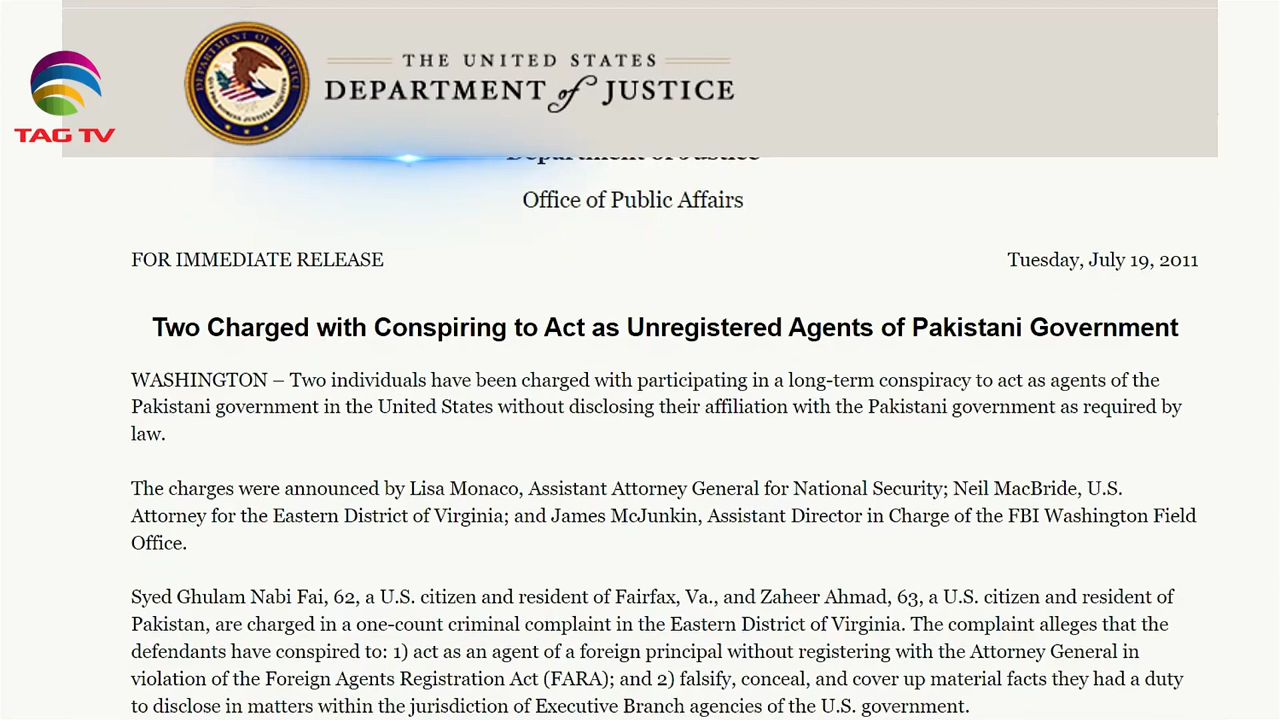 THE UNITED STATES
DEPARTMENT of JUSTICE
TAG TV
Department of Justice
Office of Public Affairs
FOR IMMEDIATE RELEASE Tuesday, July 19, 2011
Two Charged with Conspiring to Act as Unregistered Agents of Pakistani Government
WASHINGTON – Two individuals have been charged with participating in a long-term conspiracy to act as agents of the
Pakistani government in the United States without disclosing their affiliation with the Pakistani government as required by
law.
The charges were announced by Lisa Monaco, Assistant Attorney General for National Security; Neil MacBride, U.S.
Attorney for the Eastern District of Virginia; and James McJunkin, Assistant Director in Charge of the FBI Washington Field
Office.
Syed Ghulam Nabi Fai, 62, a U.S. citizen and resident of Fairfax, Va., and Zaheer Ahmad, 63, a U.S. citizen and resident of
Pakistan, are charged in a one-count criminal complaint in the Eastern District of Virginia. The complaint alleges that the
defendants have conspired to: 1) act as an agent of a foreign principal without registering with the Attorney General in
violation of the Foreign Agents Registration Act (FARA); and 2) falsify, conceal, and cover up material facts they had a duty
to disclose in matters within the jurisdiction of Executive Branch agencies of the U.S. government.